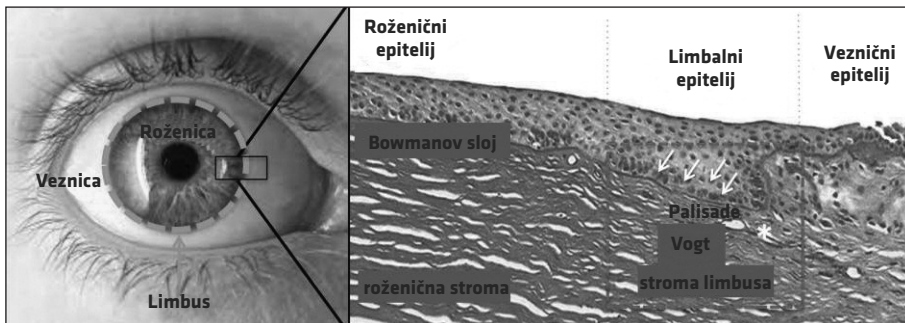 Roženica
Veznica
Limbus
Roženični
epitelij
Limbalni
epitelij
Veznični
epitelij
Bowmanov sloj
Palisade
Vogt
*
roženična stroma
stroma limbusa